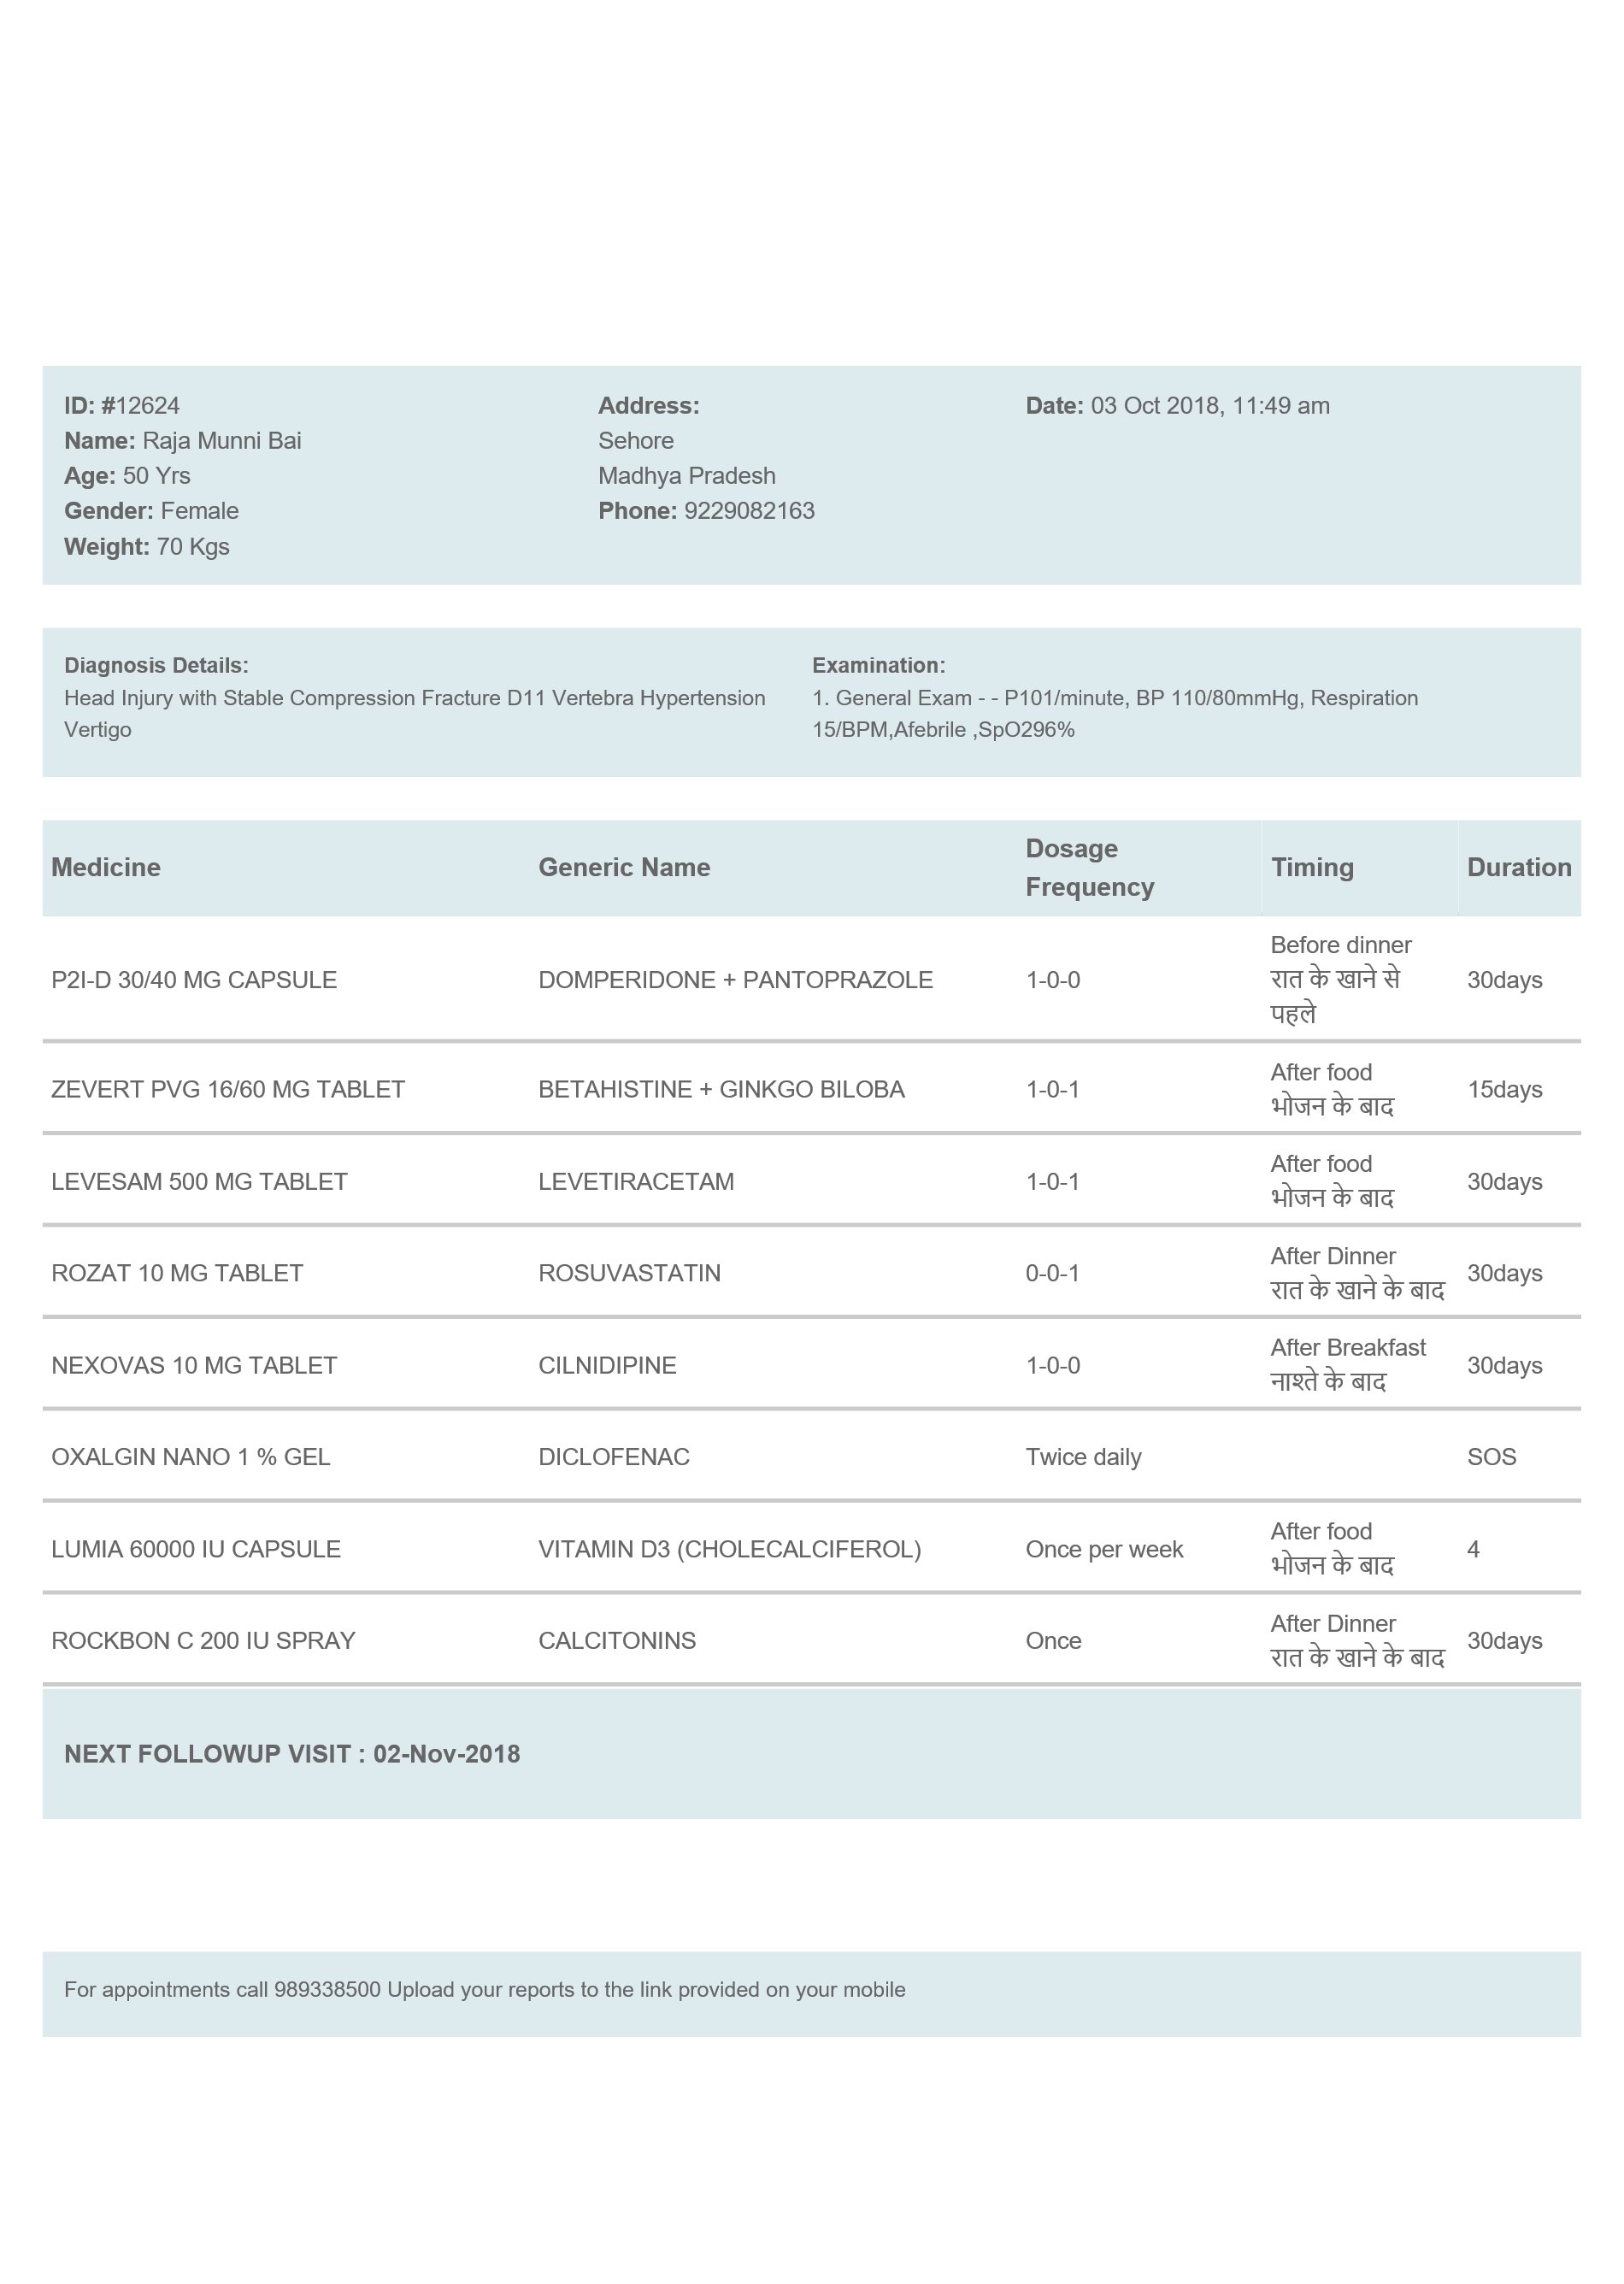 ID: #12624
Name: Raja Munni Bai
Age: 50 Yrs
Gender: Female
Weight: 70 Kgs
Address:
Sehore
Madhya Pradesh
Phone: 9229082163
Date: 03 Oct 2018, 11:49 am
Diagnosis Details:
Head Injury with Stable Compression Fracture D11 Vertebra Hypertension
Vertigo
Examination:
1. General Exam - - P101/minute, BP 110/80mmHg, Respiration
15/BPM,Afebrile ,SpO296%
Medicine Generic Name Dosage Frequency Timing Duration
P2I-D 30/40 MG CAPSULE DOMPERIDONE + PANTOPRAZOLE 1-0-0 Before dinner रात के खाने से पहले 30days
ZEVERT PVG 16/60 MG TABLET BETAHISTINE + GINKGO BILOBA 1-0-1 After food भोजन के बाद 15days
LEVESAM 500 MG TABLET LEVETIRACETAM 1-0-1 After food भोजन के बाद 30days
ROZAT 10 MG TABLET ROSUVASTATIN 0-0-1 After Dinner रात के खाने के बाद 30days
NEXOVAS 10 MG TABLET CILNIDIPINE 1-0-0 After Breakfast नाश्ते के बाद 30days
OXALGIN NANO 1 % GEL DICLOFENAC Twice daily SOS
LUMIA 60000 IU CAPSULE VITAMIN D3 (CHOLECALCIFEROL) Once per week After food भोजन के बाद 4
ROCKBON C 200 IU SPRAY CALCITONINS Once After Dinner रात के खाने के बाद 30days
NEXT FOLLOWUP VISIT : 02-Nov-2018
For appointments call 989338500 Upload your reports to the link provided on your mobile